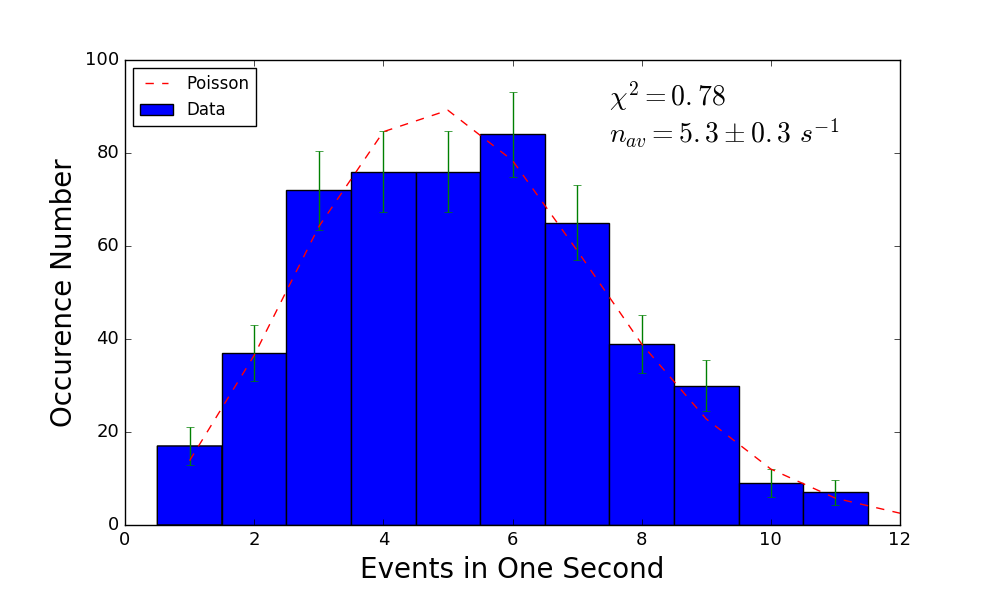 100
80
60
40
20
0
Occurence Number
Poisson
Data
χ² = 0.78
nₐᵥ = 5.3 ± 0.3 s⁻¹
0 2 4 6 8 10 12
Events in One Second